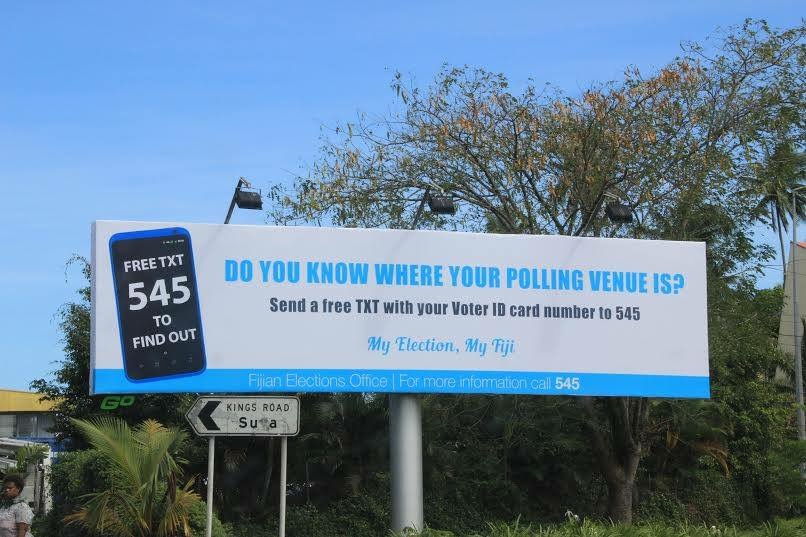 FREE TXT
545
TO
FIND OUT
DO YOU KNOW WHERE YOUR POLLING VENUE IS?
Send a free TXT with your Voter ID card number to 545
My Election, My Fiji
Fijian Elections Office | For more information call 545
GO
KINGS ROAD